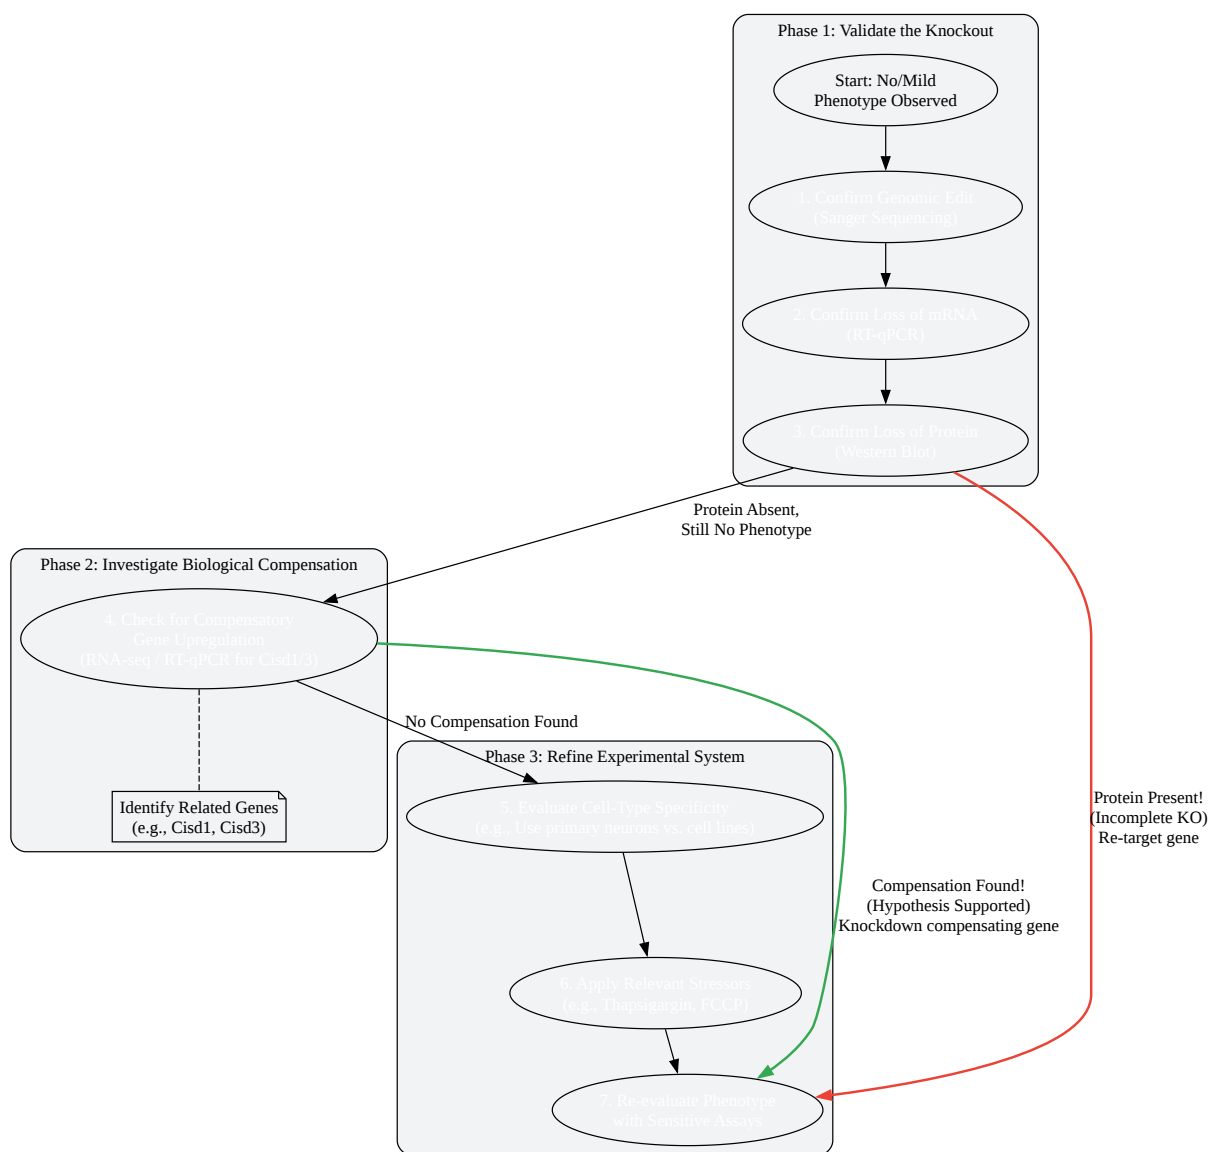 Phase 1: Validate the Knockout
Start: No/Mild
Phenotype Observed
1. Confirm Genomic Edit
(Sanger Sequencing)
2. Confirm Loss of mRNA
(RT-qPCR)
3. Confirm Loss of Protein
(Western Blot)
Protein Absent,
Still No Phenotype
Phase 2: Investigate Biological Compensation
4. Check for Compensatory
Gene Upregulation
(RNA-seq / RT-qPCR for Cisd1/3)
No Compensation Found
Identify Related Genes
(e.g., Cisd1, Cisd3)
Phase 3: Refine Experimental System
5. Evaluate Cell-Type Specificity
(e.g., Use primary neurons vs. cell lines)
Protein Present!
(Incomplete KO)
Re-target gene
Compensation Found!
(Hypothesis Supported)
Knockdown compensating gene
6. Apply Relevant Stressors
(e.g., Thapsigargin, FCCP)
7. Re-evaluate Phenotype
with Sensitive Assays